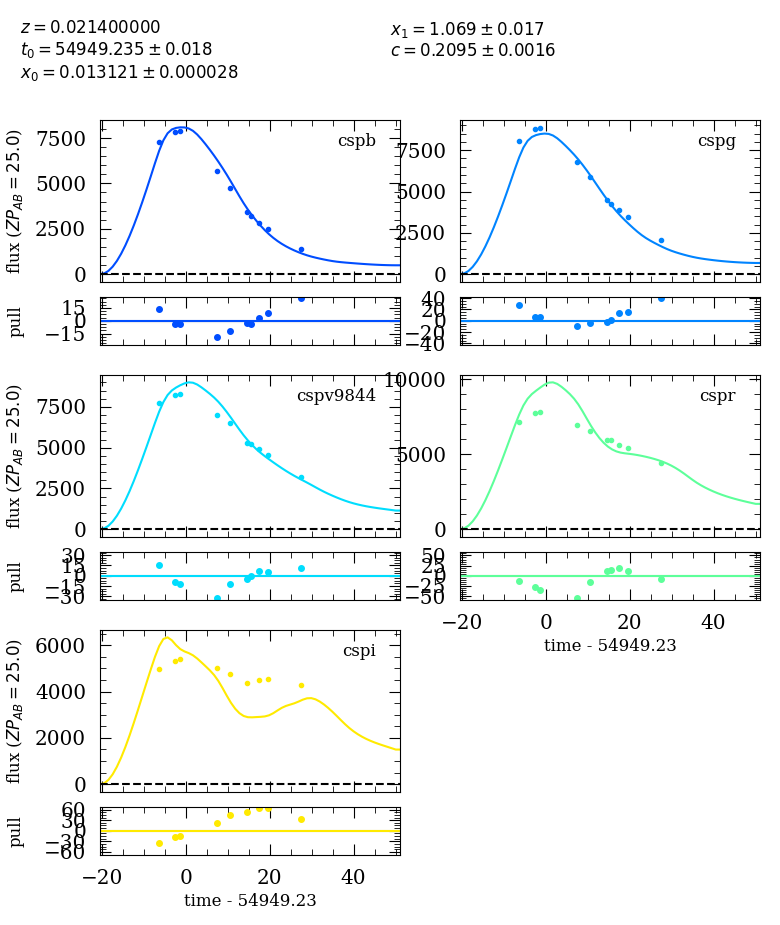 z = 0.021400000
t0 = 54949.235 ± 0.018
x0 = 0.013121 ± 0.000028
x1 = 1.069 ± 0.017
c = 0.2095 ± 0.0016
flux (ZP_AB = 25.0)
7500
5000
2500
0
cspb
7500
5000
2500
0
cspg
pull
15
0
−15
40
20
0
−20
−40
flux (ZP_AB = 25.0)
7500
5000
2500
0
cspv9844
10000
5000
0
cspr
pull
30
15
0
−15
−30
50
25
0
−25
−50
−20 0 20 40
time - 54949.23
flux (ZP_AB = 25.0)
6000
4000
2000
0
cspi
pull
60
30
0
−30
−60
−20 0 20 40
time - 54949.23